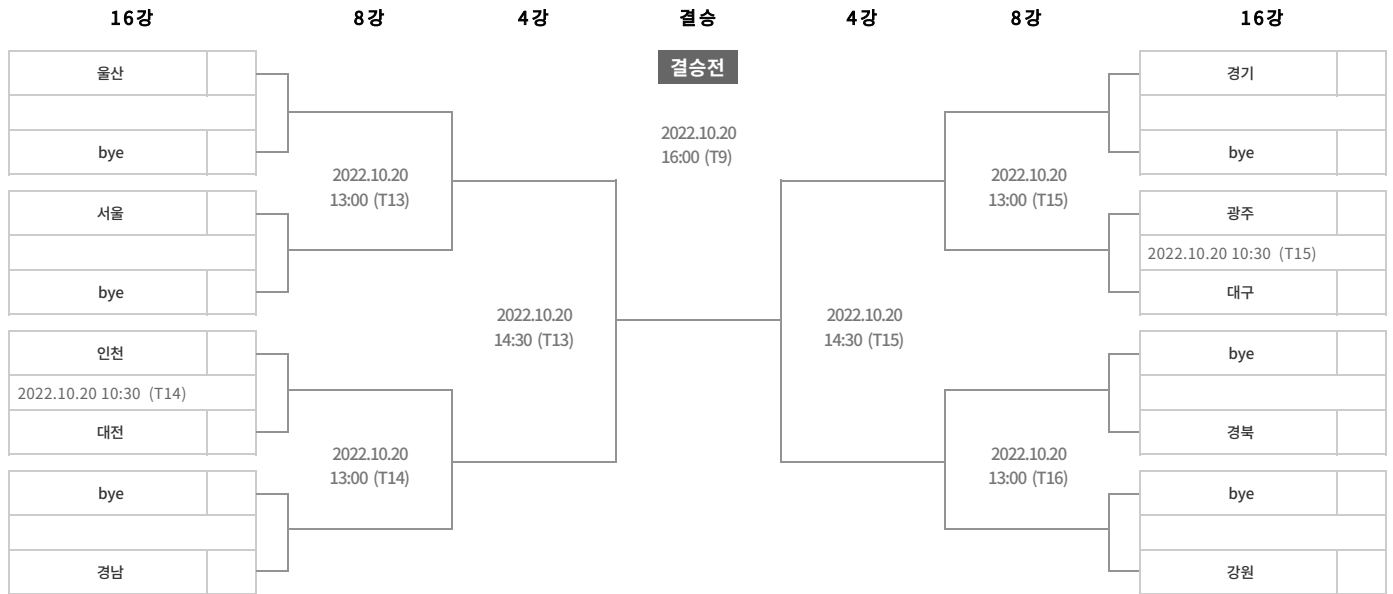 16강
8강
4강
결승
4강
8강
16강
울산
bye
서울
bye
인천
2022.10.20 10:30 (T14)
대전
bye
경남
2022.10.20
13:00 (T13)
2022.10.20
13:00 (T14)
2022.10.20
14:30 (T13)
결승전
2022.10.20
16:00 (T9)
2022.10.20
14:30 (T15)
2022.10.20
13:00 (T15)
2022.10.20
13:00 (T16)
경기
bye
광주
2022.10.20 10:30 (T15)
대구
bye
경북
bye
강원